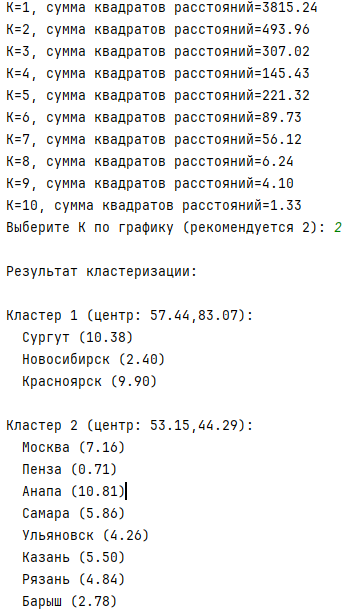 K=1, сумма квадратов расстояний=3815.24
K=2, сумма квадратов расстояний=493.96
K=3, сумма квадратов расстояний=307.02
K=4, сумма квадратов расстояний=145.43
K=5, сумма квадратов расстояний=221.32
K=6, сумма квадратов расстояний=89.73
K=7, сумма квадратов расстояний=56.12
K=8, сумма квадратов расстояний=6.24
K=9, сумма квадратов расстояний=4.10
K=10, сумма квадратов расстояний=1.33
Выберите K по графику (рекомендуется 2): 2
Результат кластеризации:
Кластер 1 (центр: 57.44,83.07):
Сургут (10.38)
Новосибирск (2.40)
Красноярск (9.90)
Кластер 2 (центр: 53.15,44.29):
Москва (7.16)
Пенза (0.71)
Анапа (10.81)
Самара (5.86)
Ульяновск (4.26)
Казань (5.50)
Рязань (4.84)
Барыш (2.78)